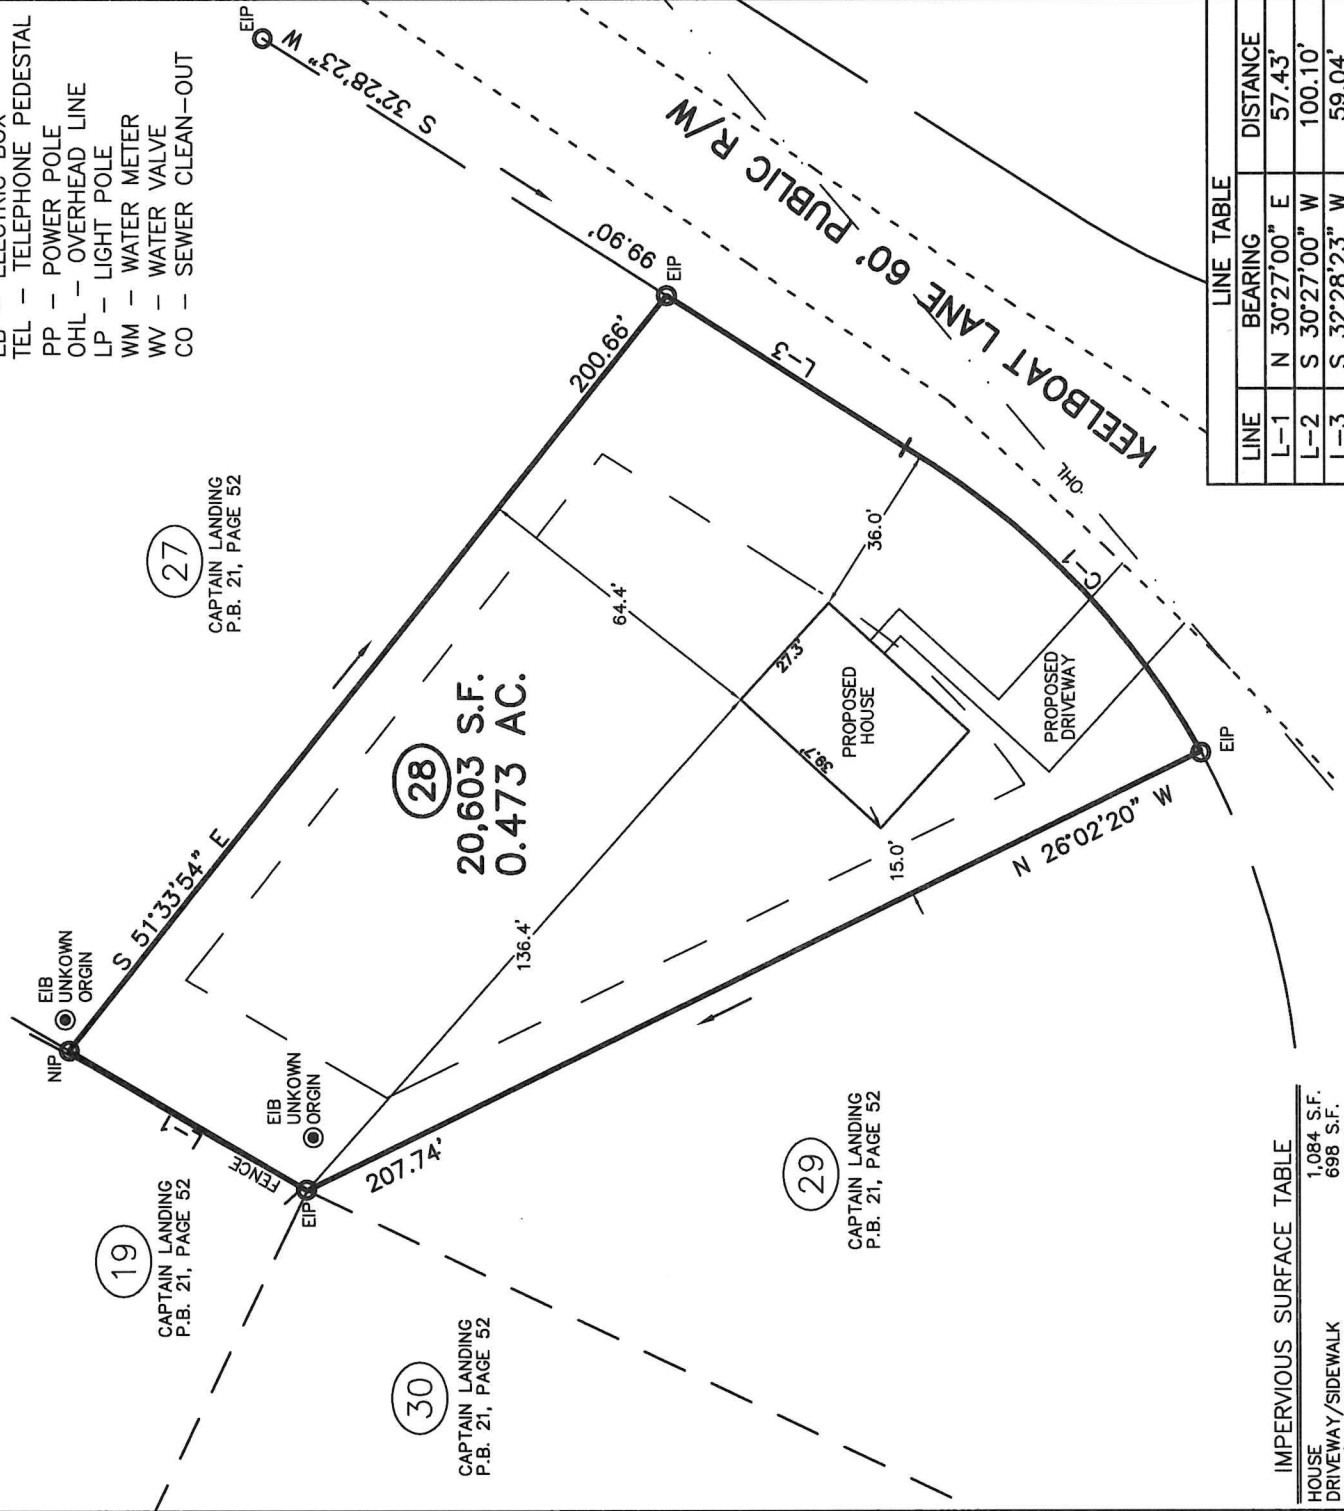 TEL – TELEPHONE PEDESTAL
PP – POWER POLE
OHL – OVERHEAD LINE
LP – LIGHT POLE
WM – WATER METER
WV – WATER VALVE
CO – SEWER CLEAN–OUT
EIP
S 32°28'23" W
99.90'
EIP
27
CAPTAIN LANDING
P.B. 21, PAGE 52
200.66'
L–3
KEELBOAT LANE 60' PUBLIC R/W
OHL
EIB
UNKOWN
ORGIN
NIP
S 51°33'54" E
64.4'
36.0'
C–1
28
20,603 S.F.
0.473 AC.
27.3'
39.7'
PROPOSED
HOUSE
PROPOSED
DRIVEWAY
15.0'
136.4'
EIP
N 26°02'20" W
207.74'
EIB
UNKOWN
ORGIN
L–1
FENCE
EIP
19
CAPTAIN LANDING
P.B. 21, PAGE 52
29
CAPTAIN LANDING
P.B. 21, PAGE 52
30
CAPTAIN LANDING
P.B. 21, PAGE 52
LINE TABLE
LINE BEARING DISTANCE
L–1 N 30°27'00" E 57.43'
L–2 S 30°27'00" W 100.10'
L–3 S 32°28'23" W 59.04'
IMPERVIOUS SURFACE TABLE
HOUSE 1,084 S.F.
DRIVEWAY/SIDEWALK 698 S.F.